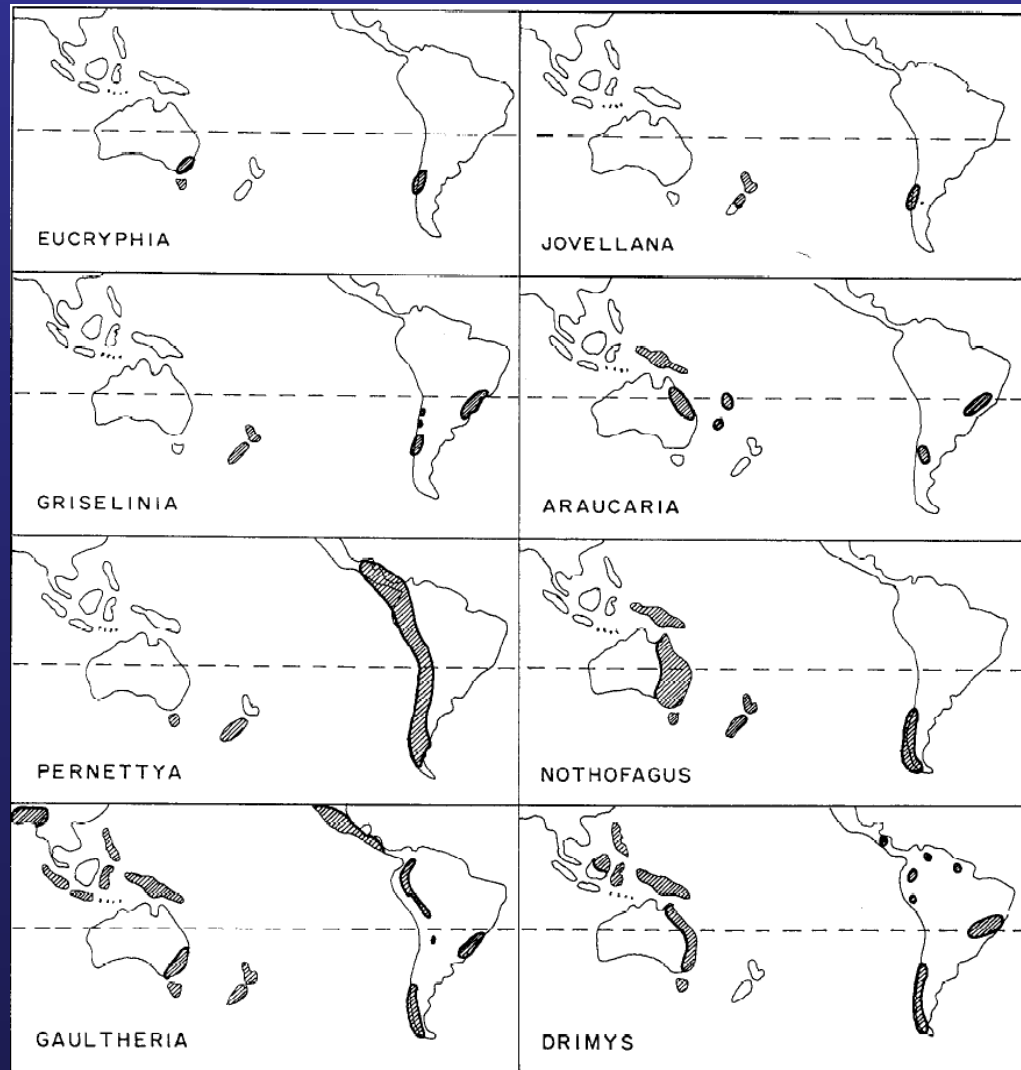 EUCRYPHIA
JOVELLANA
GRISELINIA
ARAUCARIA
PERNETTYA
NOTHOFAGUS
GAULTHERIA
DRIMYS